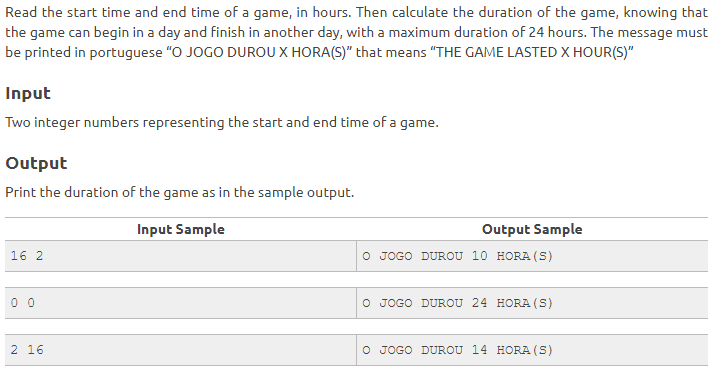 Read the start time and end time of a game, in hours. Then calculate the duration of the game, knowing that
the game can begin in a day and finish in another day, with a maximum duration of 24 hours. The message must
be printed in portuguese “O JOGO DUROU X HORA(S)” that means “THE GAME LASTED X HOUR(S)”
Input
Two integer numbers representing the start and end time of a game.
Output
Print the duration of the game as in the sample output.
Input Sample Output Sample
16 2 O JOGO DUROU 10 HORA(S)
0 0 O JOGO DUROU 24 HORA(S)
2 16 O JOGO DUROU 14 HORA(S)